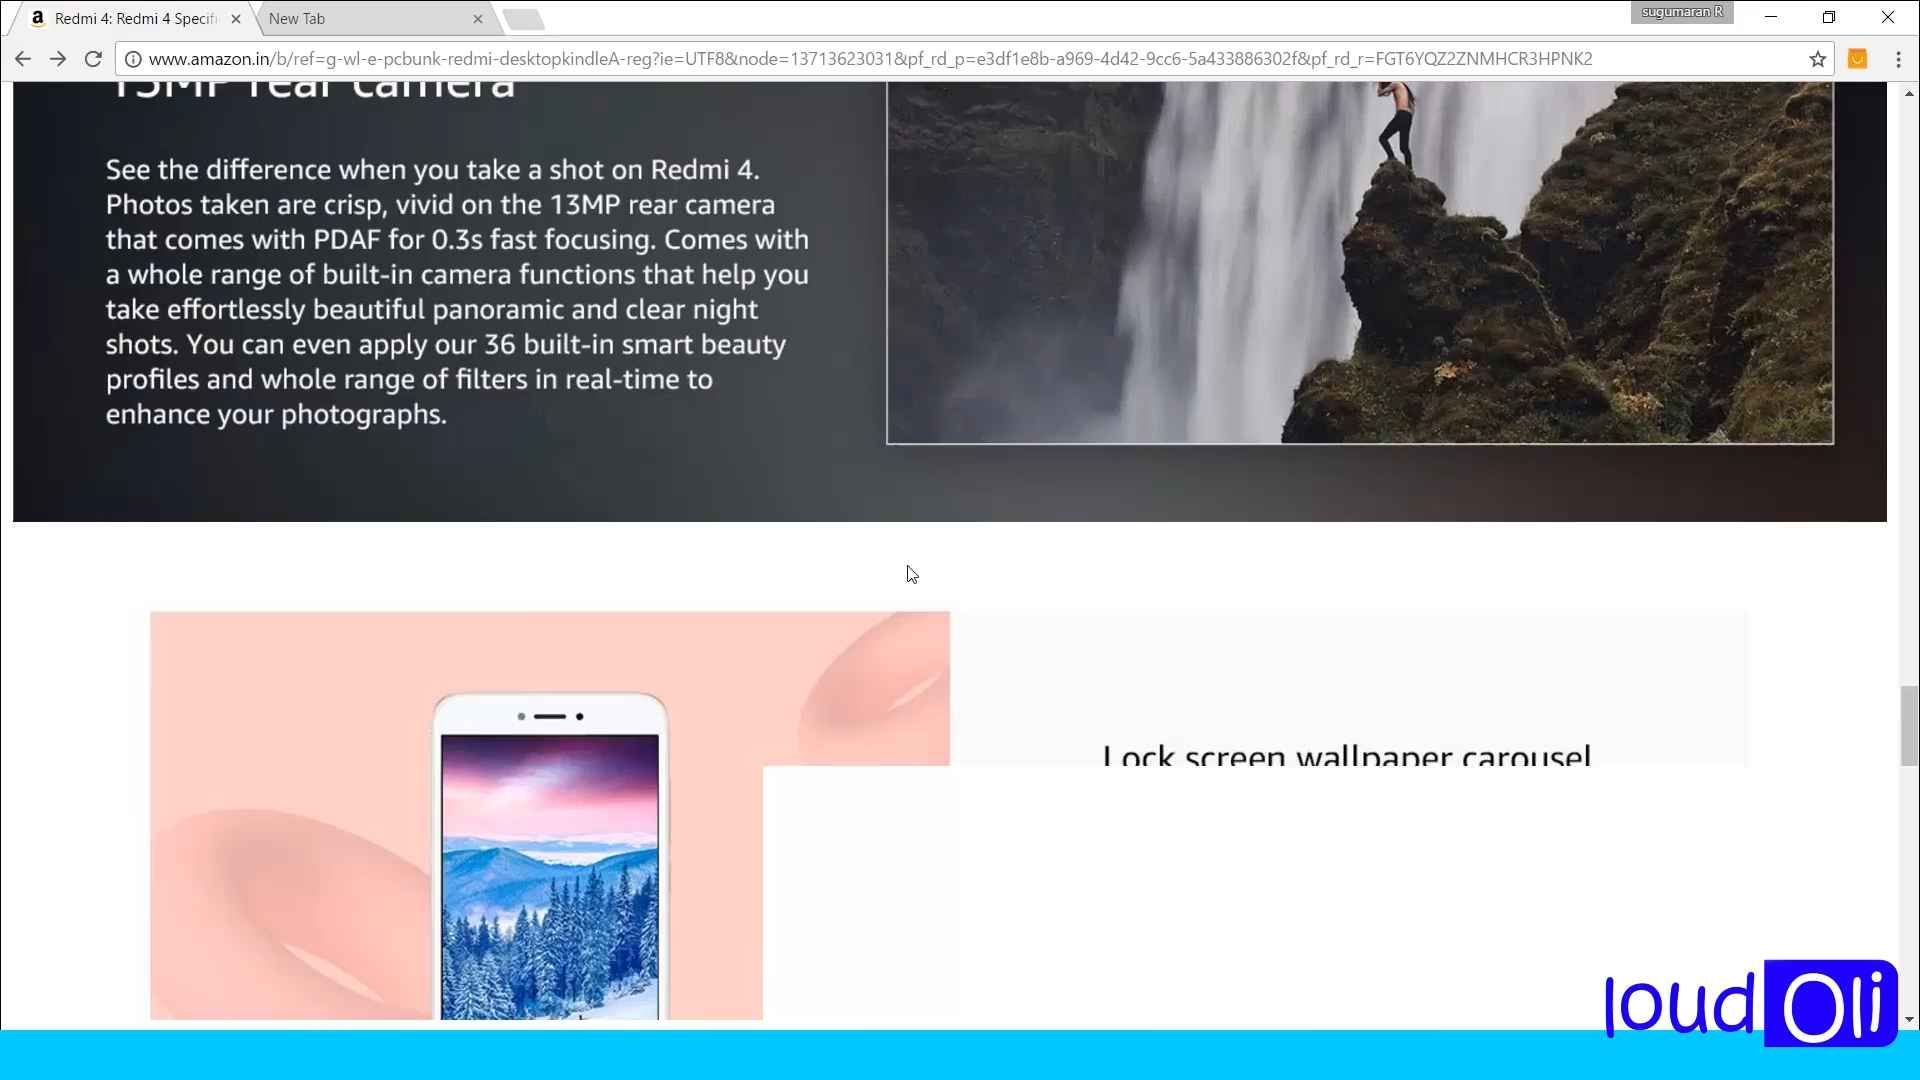 Redmi 4: Redmi 4 Specifi
New Tab
sugumaran R
www.amazon.in/b/ref=g-wl-e-pcbunk-redmi-desktopkindleA-reg?ie=UTF8&node=13713623031&pf_rd_p=e3df1e8b-a969-4d42-9cc6-5a433886302f&pf_rd_r=FGT6YQZ2ZNMHCR3HPNK2
13MP rear camera
See the difference when you take a shot on Redmi 4.
Photos taken are crisp, vivid on the 13MP rear camera
that comes with PDAF for 0.3s fast focusing. Comes with
a whole range of built-in camera functions that help you
take effortlessly beautiful panoramic and clear night
shots. You can even apply our 36 built-in smart beauty
profiles and whole range of filters in real-time to
enhance your photographs.
Lock screen wallpaper carousel
loud Oli